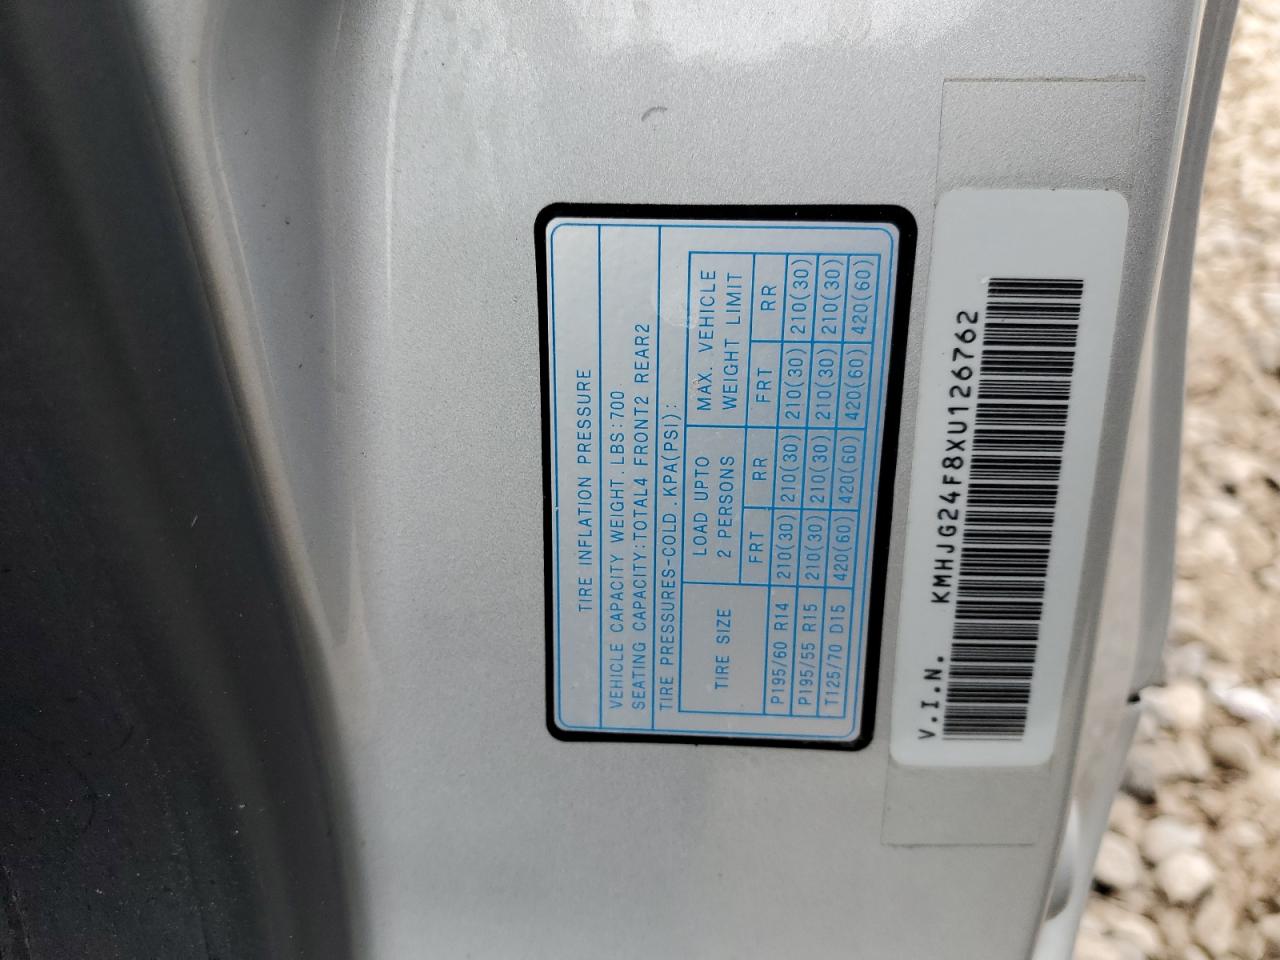 TIRE INFLATION PRESSURE
VEHICLE CAPACITY WEIGHT. LBS:700
SEATING CAPACITY:TOTAL4 FRONT2 REAR2
TIRE PRESSURES-COLD. KPA(PSI):
TIRE SIZE LOAD UPTO 2 PERSONS MAX. VEHICLE WEIGHT LIMIT
FRT RR FRT RR
P195/60 R14 210(30) 210(30) 210(30) 210(30)
P195/55 R15 210(30) 210(30) 210(30) 210(30)
T125/70 D15 420(60) 420(60) 420(60) 420(60)
V.I.N. KMHJG24F8XU126762